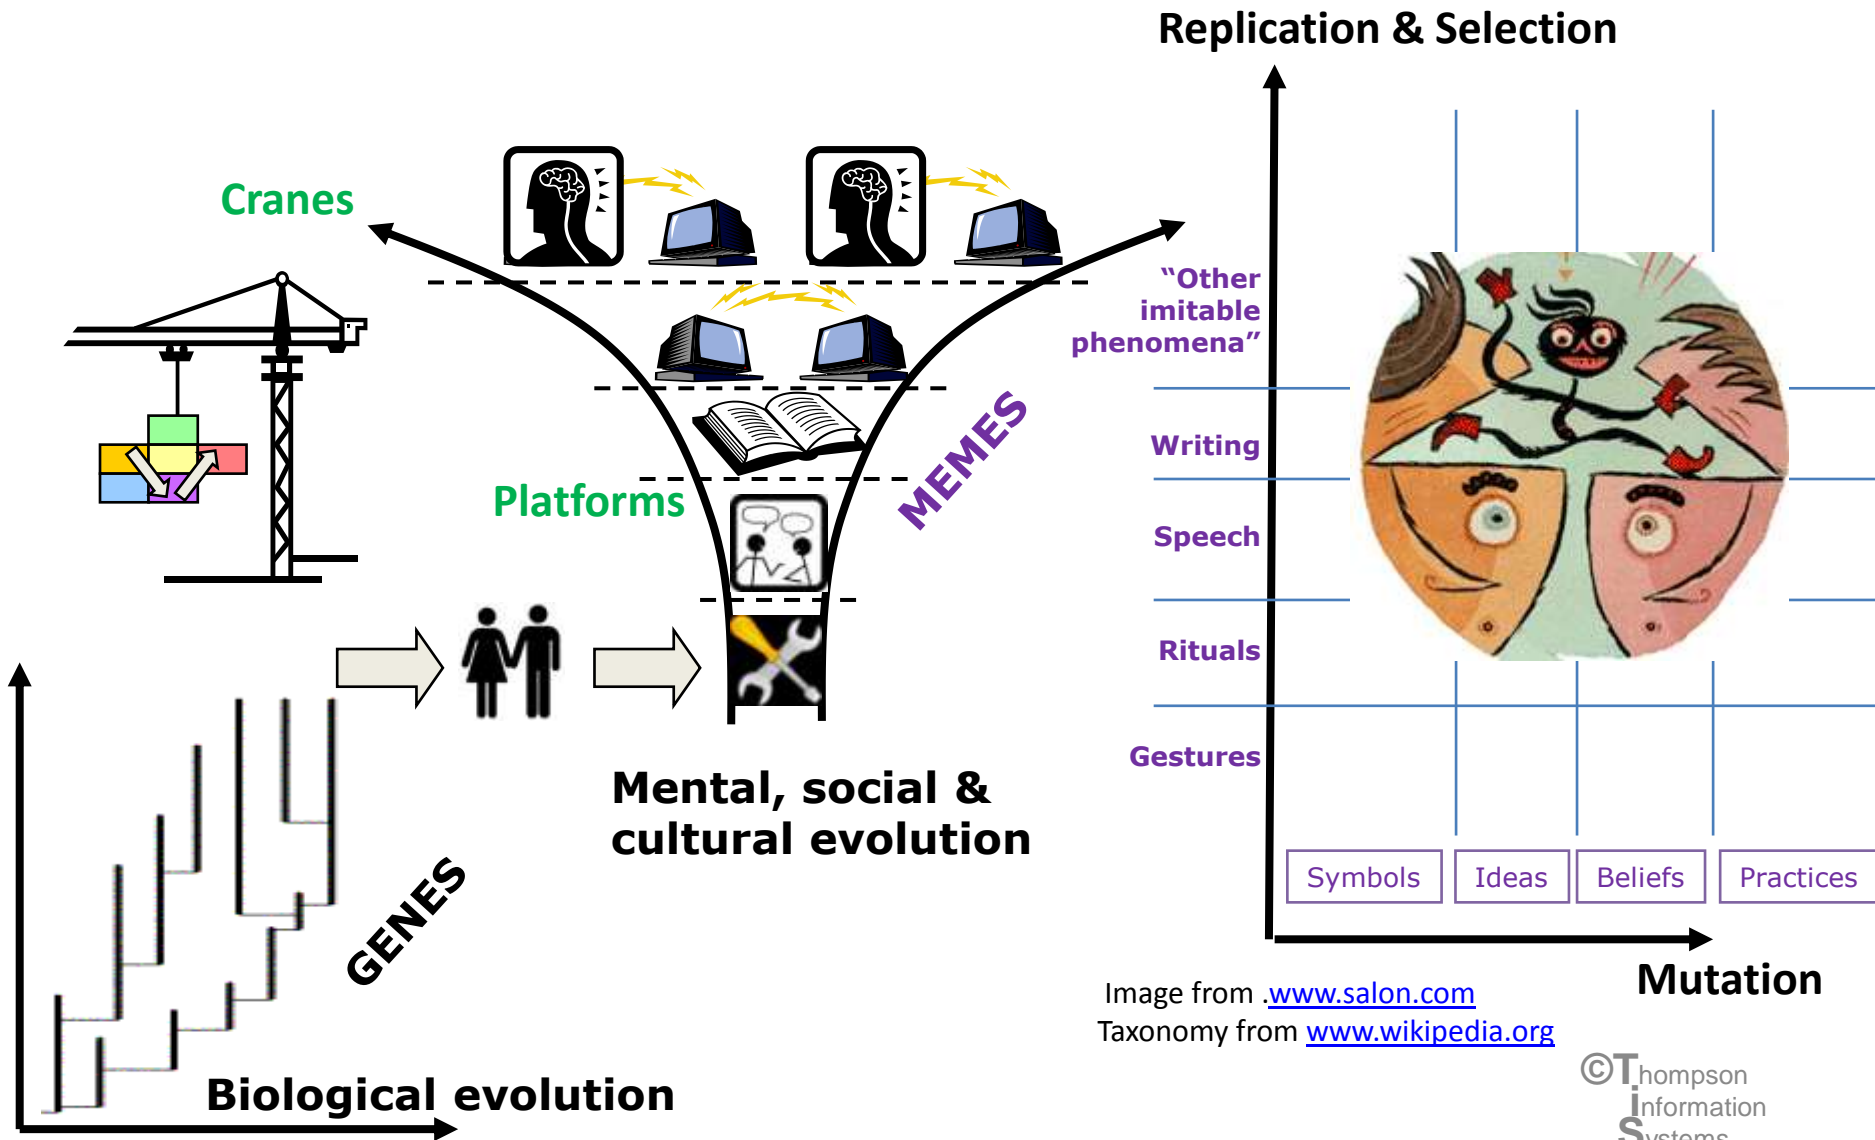 Replication & Selection
Cranes
“Other
imitable
phenomena”
MEMES
Writing
Platforms
Speech
Rituals
Gestures
Mental, social &
cultural evolution
Symbols
Ideas
Beliefs
Practices
GENES
Mutation
Image from .www.salon.com
Taxonomy from www.wikipedia.org
Biological evolution
©Thompson
information
Systems